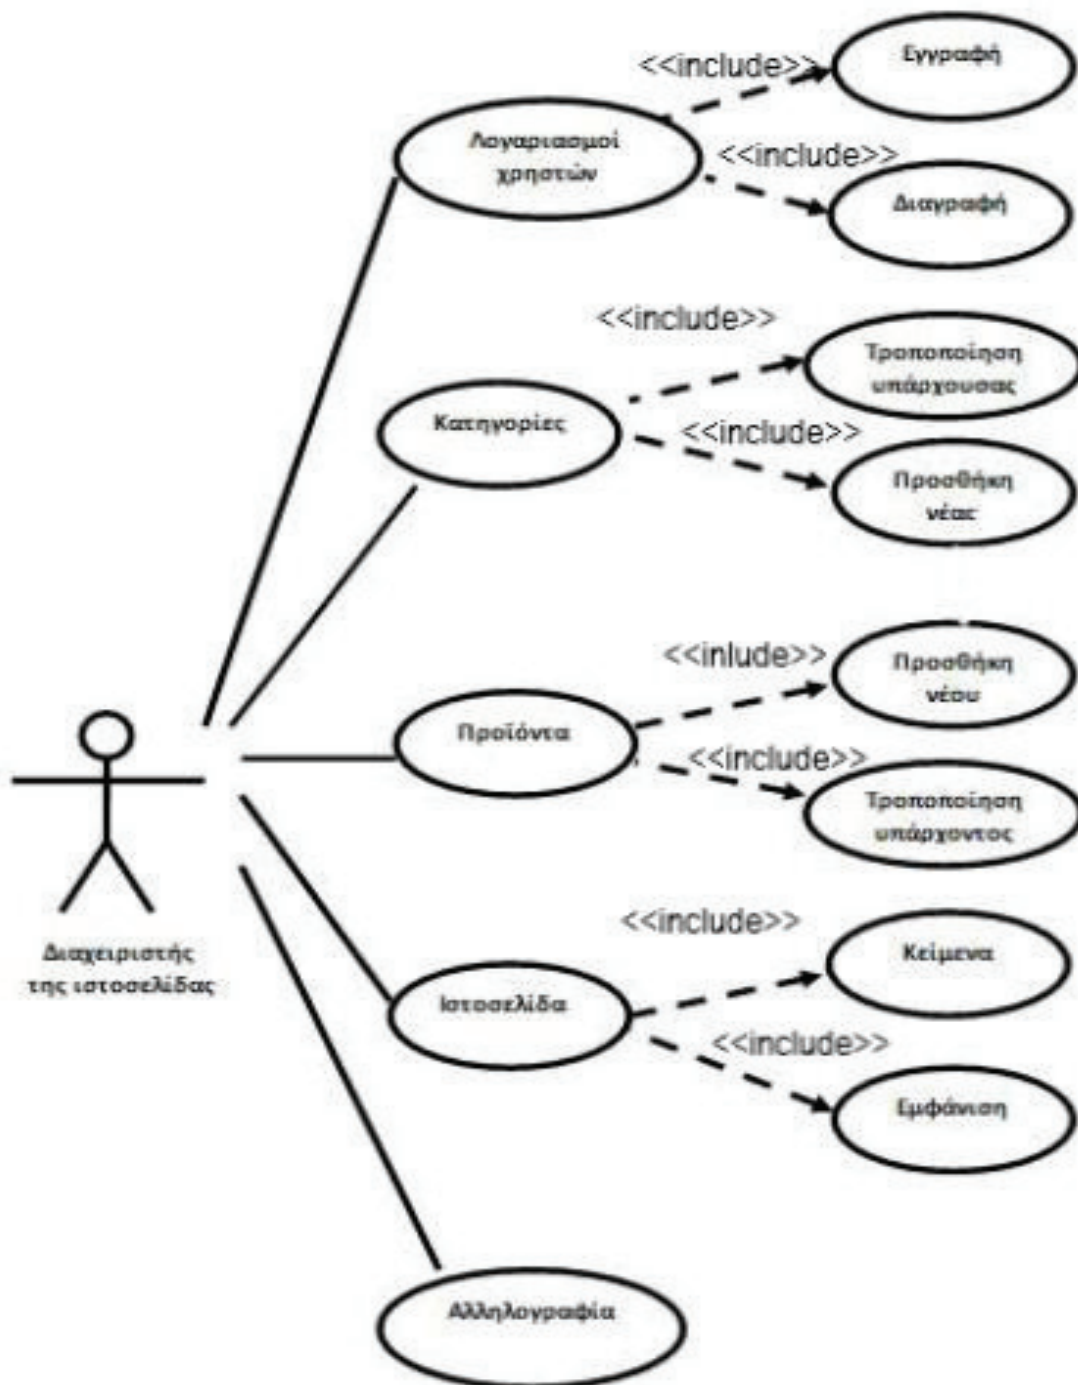 <<include>>
Εγγραφή
Λογαριασμοί
χρηστών
<<include>>
Διαγραφή
<<include>>
Τροποποίηση
υπάρχουσας
Κατηγορίες
<<include>>
Προσθήκη
νέας
<<inlude>>
Προσθήκη
νέου
Προϊόντα
<<include>>
Τροποποίηση
υπάρχοντος
Διαχειριστής
της ιστοσελίδας
<<include>>
Κείμενα
Ιστοσελίδα
<<include>>
Εμφάνιση
Αλληλογραφία